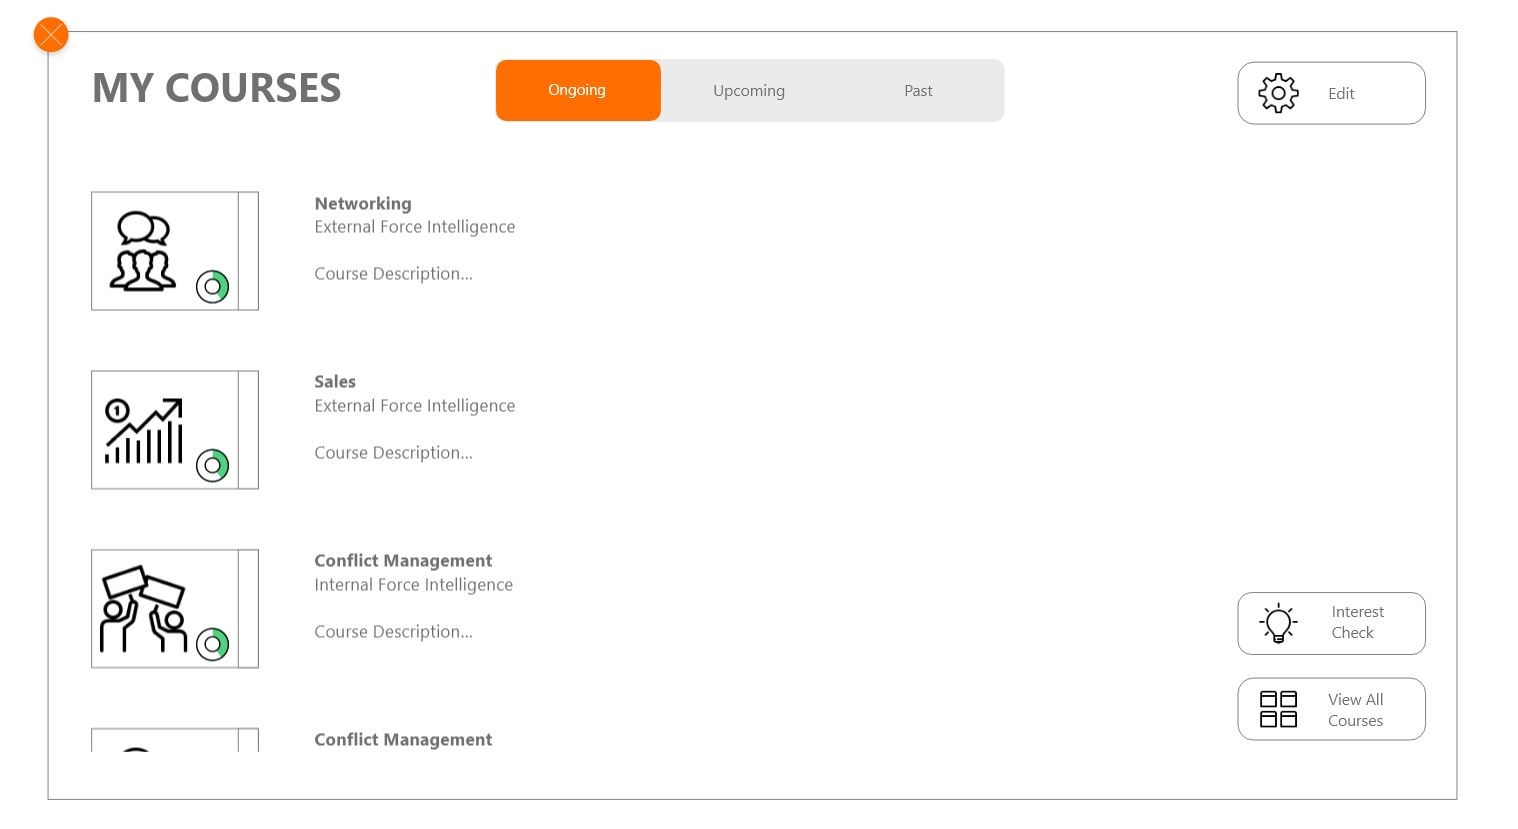 MY COURSES
Ongoing
Upcoming
Past
Edit
Networking
External Force Intelligence
Course Description...
1
Sales
External Force Intelligence
Course Description...
Conflict Management
Internal Force Intelligence
Course Description...
Conflict Management
Interest
Check
View All
Courses